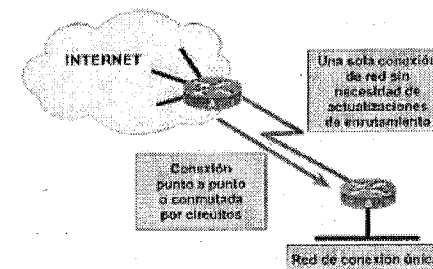 INTERNET
Una sola conexión
de red sin
necesidad de
actualizaciones
de enrutamiento
Conexión
punto a punto
o conmutada
por circuitos
Red de conexión únic